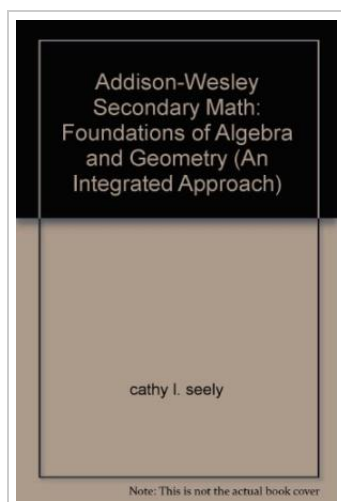 Addison-Wesley
Secondary Math:
Foundations of Algebra
and Geometry (An
Integrated Approach)
cathy l. seely
Note: This is not the actual book cover